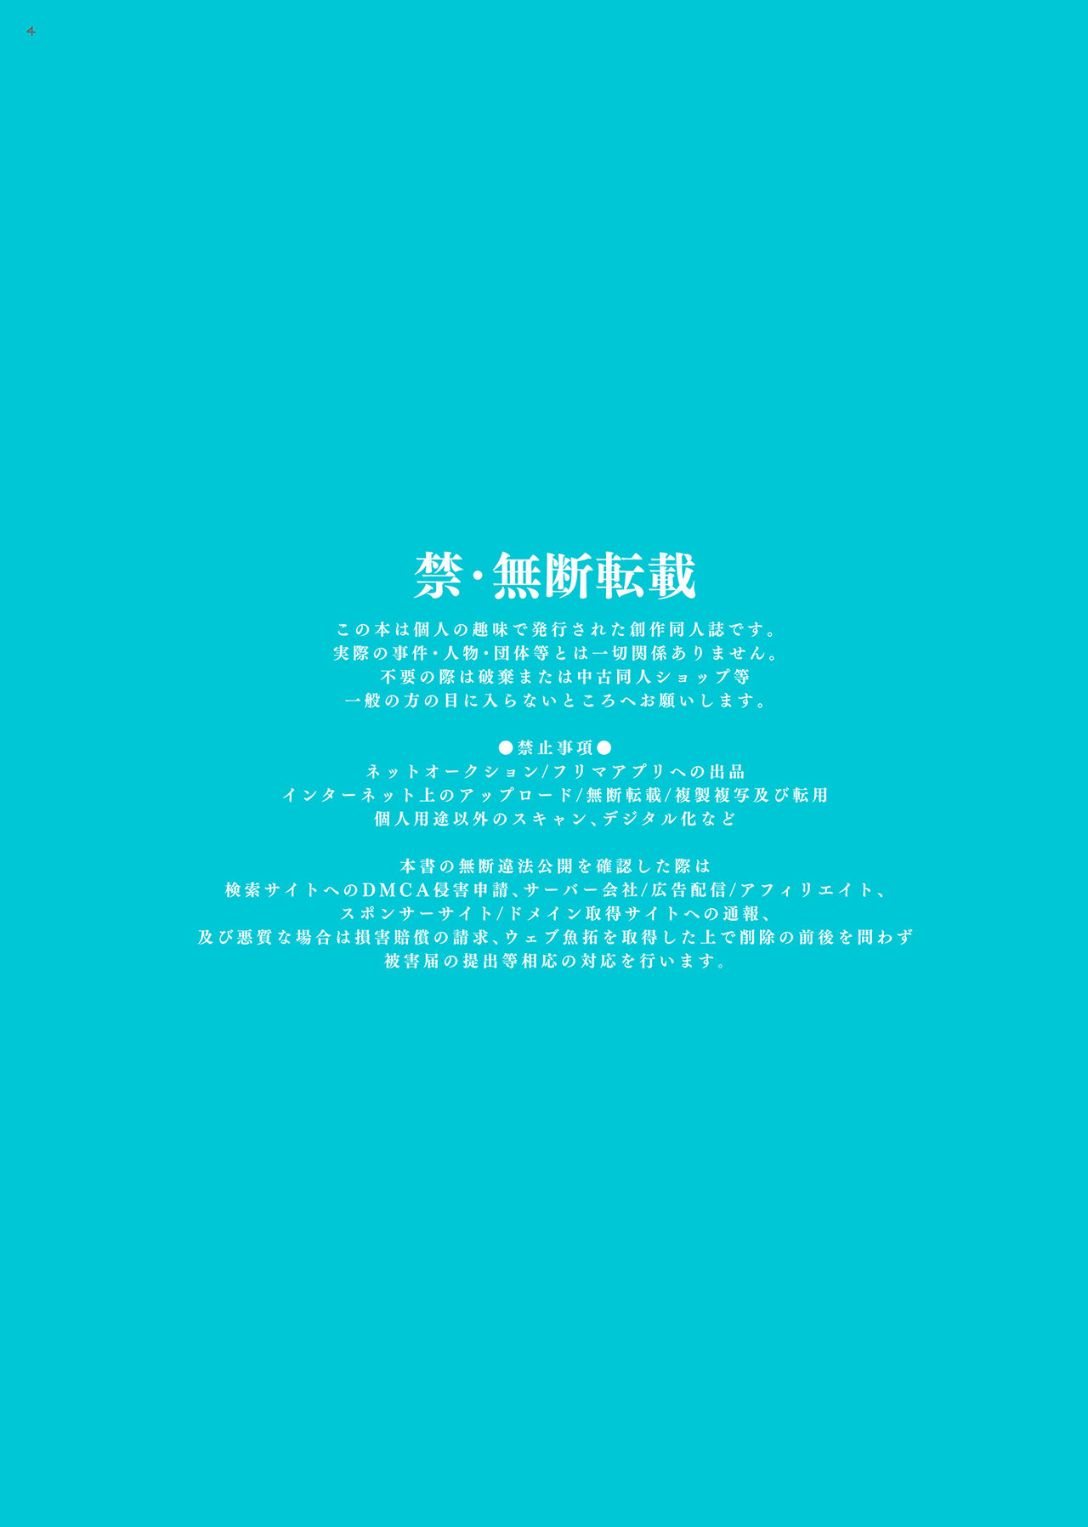 4
禁・無断転載
この本は個人の趣味で発行された創作同人誌です。
実際の事件・人物・団体等とは一切関係ありません。
不要の際は破棄または中古同人ショップ等
一般の方の目に入らないところへお願いします。
●禁止事項●
ネットオークション/フリマアプリへの出品
インターネット上のアップロード/無断転載/複製複写及び転用
個人用途以外のスキャン、デジタル化など
本書の無断違法公開を確認した際は
検索サイトへのDMCA侵害申請、サーバー会社/広告配信/アフィリエイト、
スポンサーサイト/ドメイン取得サイトへの通報、
及び悪質な場合は損害賠償の請求、ウェブ魚拓を取得した上で削除の前後を問わず
被害届の提出等相応の対応を行います。